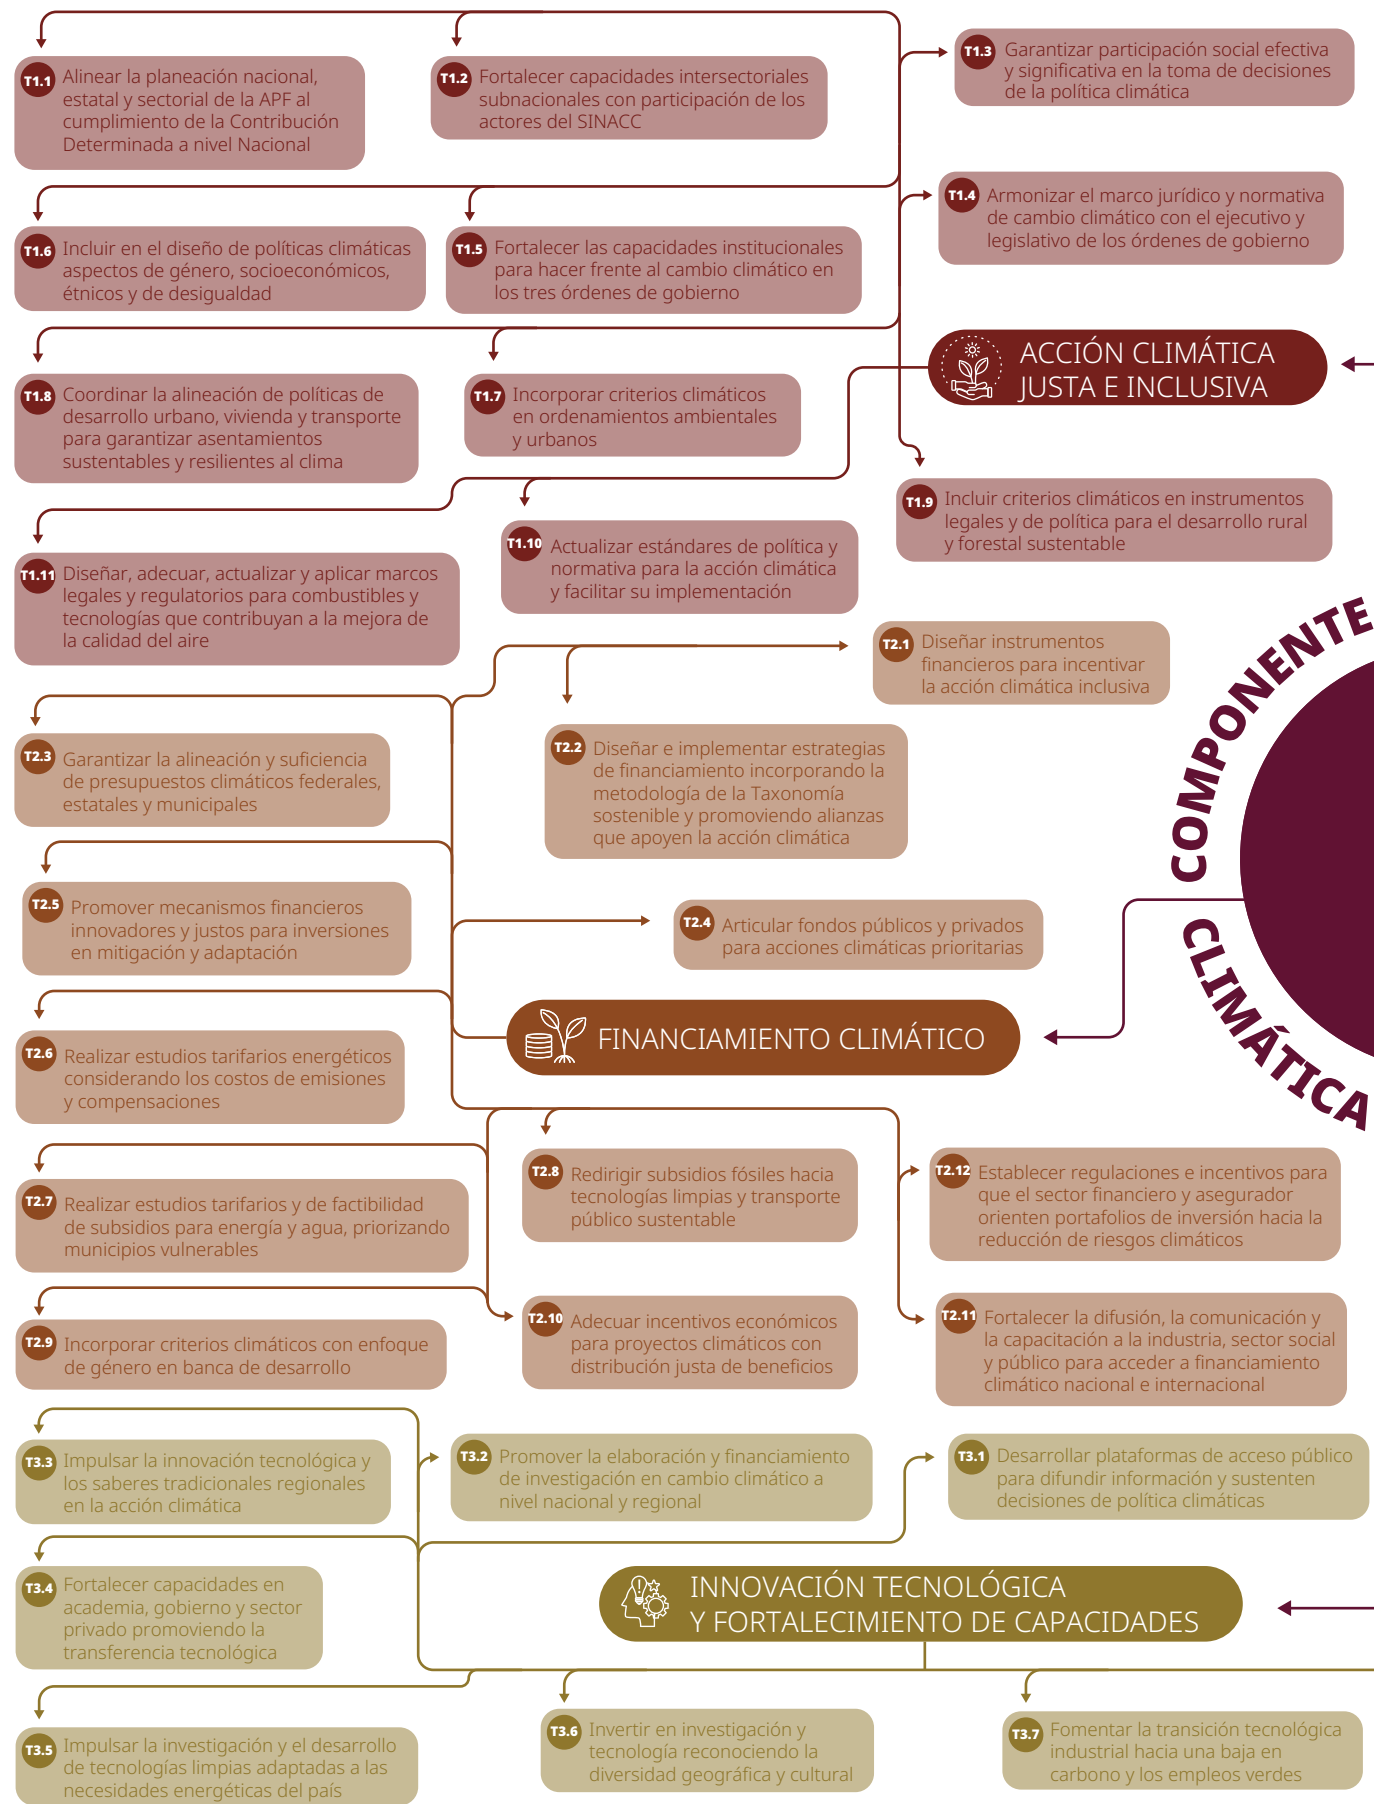 T1.1 Alinear la planeación nacional,
estatal y sectorial de la APF al
cumplimiento de la Contribución
Determinada a nivel Nacional
T1.2 Fortalecer capacidades intersectoriales
subnacionales con participación de los
actores del SINACC
T1.3 Garantizar participación social efectiva
y significativa en la toma de decisiones
de la política climática
T1.4 Armonizar el marco jurídico y normativa
de cambio climático con el ejecutivo y
legislativo de los órdenes de gobierno
T1.6 Incluir en el diseño de políticas climáticas
aspectos de género, socioeconómicos,
étnicos y de desigualdad
T1.5 Fortalecer las capacidades institucionales
para hacer frente al cambio climático en
los tres órdenes de gobierno
ACCIÓN CLIMÁTICA
JUSTA E INCLUSIVA
T1.8 Coordinar la alineación de políticas de
desarrollo urbano, vivienda y transporte
para garantizar asentamientos
sustentables y resilientes al clima
T1.7 Incorporar criterios climáticos
en ordenamientos ambientales
y urbanos
T1.9 Incluir criterios climáticos en instrumentos
legales y de política para el desarrollo rural
y forestal sustentable
T1.11 Diseñar, adecuar, actualizar y aplicar marcos
legales y regulatorios para combustibles y
tecnologías que contribuyan a la mejora de
la calidad del aire
T1.10 Actualizar estándares de política y
normativa para la acción climática
y facilitar su implementación
COMPONENTE
CLIMÁTICA
T2.1 Diseñar instrumentos
financieros para incentivar
la acción climática inclusiva
T2.3 Garantizar la alineación y suficiencia
de presupuestos climáticos federales,
estatales y municipales
T2.2 Diseñar e implementar estrategias
de financiamiento incorporando la
metodología de la Taxonomía
sostenible y promoviendo alianzas
que apoyen la acción climática
T2.5 Promover mecanismos financieros
innovadores y justos para inversiones
en mitigación y adaptación
T2.4 Articular fondos públicos y privados
para acciones climáticas prioritarias
FINANCIAMIENTO CLIMÁTICO
T2.6 Realizar estudios tarifarios energéticos
considerando los costos de emisiones
y compensaciones
T2.7 Realizar estudios tarifarios y de factibilidad
de subsidios para energía y agua, priorizando
municipios vulnerables
T2.8 Redirigir subsidios fósiles hacia
tecnologías limpias y transporte
público sustentable
T2.12 Establecer regulaciones e incentivos para
que el sector financiero y asegurador
orienten portafolios de inversión hacia la
reducción de riesgos climáticos
T2.9 Incorporar criterios climáticos con enfoque
de género en banca de desarrollo
T2.10 Adecuar incentivos económicos
para proyectos climáticos con
distribución justa de beneficios
T2.11 Fortalecer la difusión, la comunicación y
la capacitación a la industria, sector social
y público para acceder a financiamiento
climático nacional e internacional
T3.3 Impulsar la innovación tecnológica y
los saberes tradicionales regionales
en la acción climática
T3.2 Promover la elaboración y financiamiento
de investigación en cambio climático a
nivel nacional y regional
T3.1 Desarrollar plataformas de acceso público
para difundir información y sustenten
decisiones de política climáticas
T3.4 Fortalecer capacidades en
academia, gobierno y sector
privado promoviendo la
transferencia tecnológica
INNOVACIÓN TECNOLÓGICA
Y FORTALECIMIENTO DE CAPACIDADES
T3.5 Impulsar la investigación y el desarrollo
de tecnologías limpias adaptadas a las
necesidades energéticas del país
T3.6 Invertir en investigación y
tecnología reconociendo la
diversidad geográfica y cultural
T3.7 Fomentar la transición tecnológica
industrial hacia una baja en
carbono y los empleos verdes